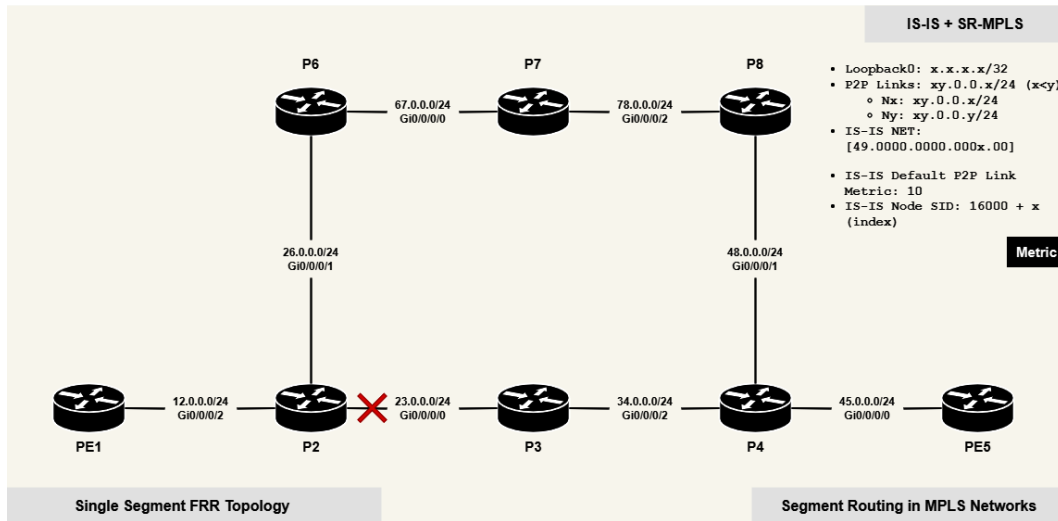 IS-IS + SR-MPLS
P6
P7
P8
• Loopback0: x.x.x.x/32
• P2P Links: xy.0.0.x/24 (x<y)
◦ Nx: xy.0.0.x/24
◦ Ny: xy.0.0.y/24
• IS-IS NET:
[49.0000.0000.000x.00]
• IS-IS Default P2P Link
Metric: 10
• IS-IS Node SID: 16000 + x
(index)
67.0.0.0/24
Gi0/0/0/0
78.0.0.0/24
Gi0/0/0/2
26.0.0.0/24
Gi0/0/0/1
48.0.0.0/24
Gi0/0/0/1
Metric
12.0.0.0/24
Gi0/0/0/2
23.0.0.0/24
Gi0/0/0/0
34.0.0.0/24
Gi0/0/0/2
45.0.0.0/24
Gi0/0/0/0
PE1
P2
P3
P4
PE5
Single Segment FRR Topology
Segment Routing in MPLS Networks